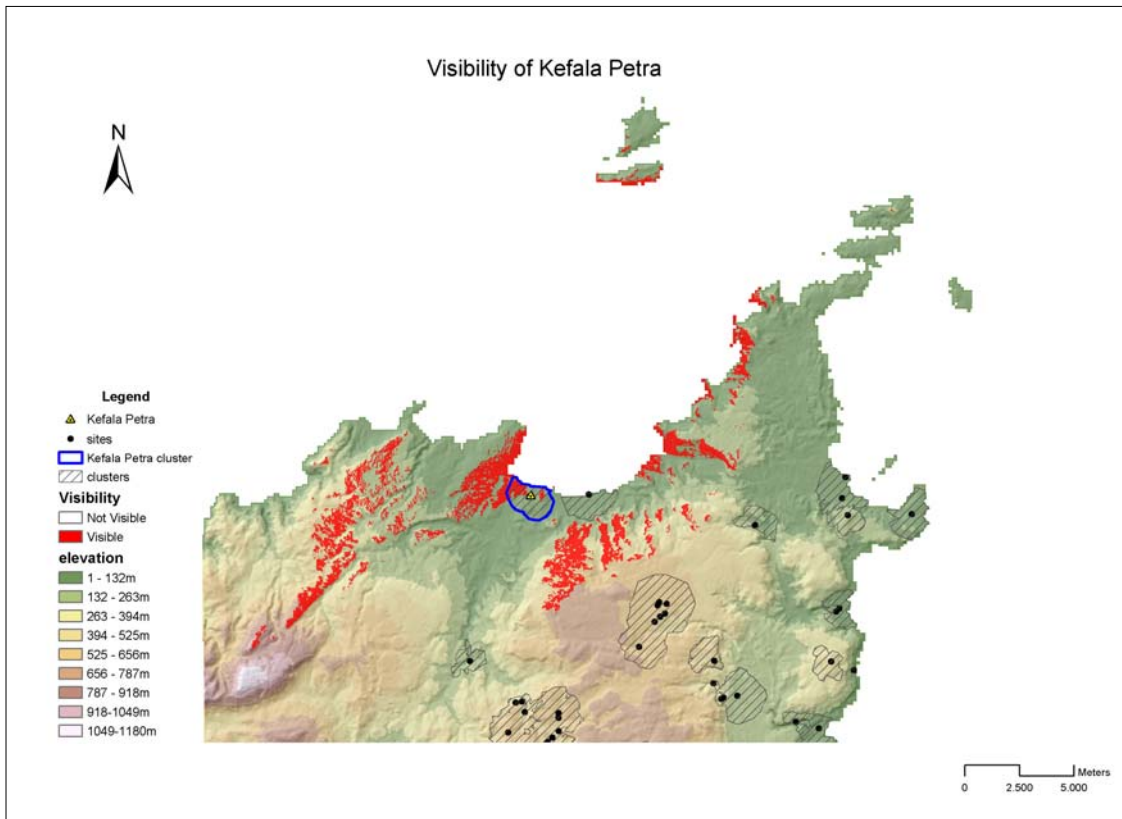 Visibility of Kefala Petra
N
Legend
Kefala Petra
sites
Kefala Petra cluster
clusters
Visibility
Not Visible
Visible
elevation
1 - 132m
132 - 263m
263 - 394m
394 - 525m
525 - 656m
656 - 787m
787 - 918m
918-1049m
1049-1180m
Meters
0 2.500 5.000